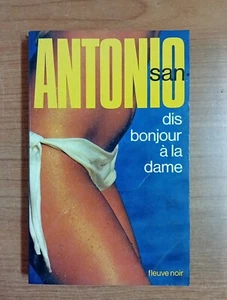 ANTONIO
san-
dis
bonjour
à la
dame
fleuve noir